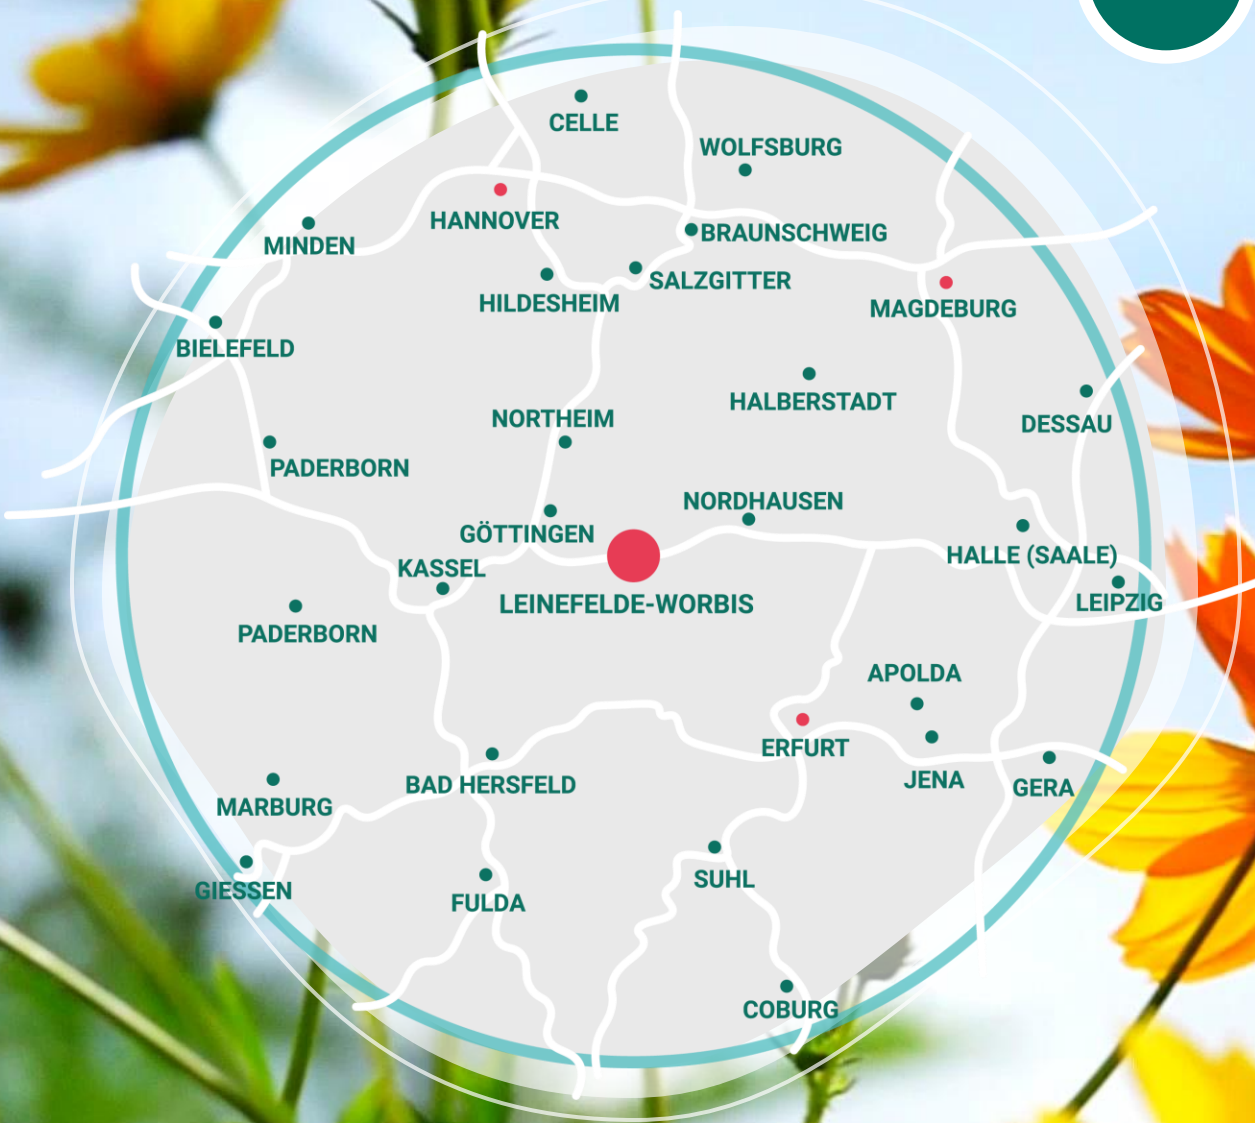 CELLE
WOLFSBURG
HANNOVER
BRAUNSCHWEIG
MINDEN
SALZGITTER
HILDESHEIM
MAGDEBURG
BIELEFELD
HALBERSTADT
NORTHEIM
DESSAU
PADERBORN
NORDHAUSEN
GÖTTINGEN
HALLE (SAALE)
KASSEL
LEIPZIG
LEINEFELDE-WORBIS
PADERBORN
APOLDA
ERFURT
JENA
BAD HERSFELD
GERA
MARBURG
SUHL
GIESSEN
FULDA
COBURG